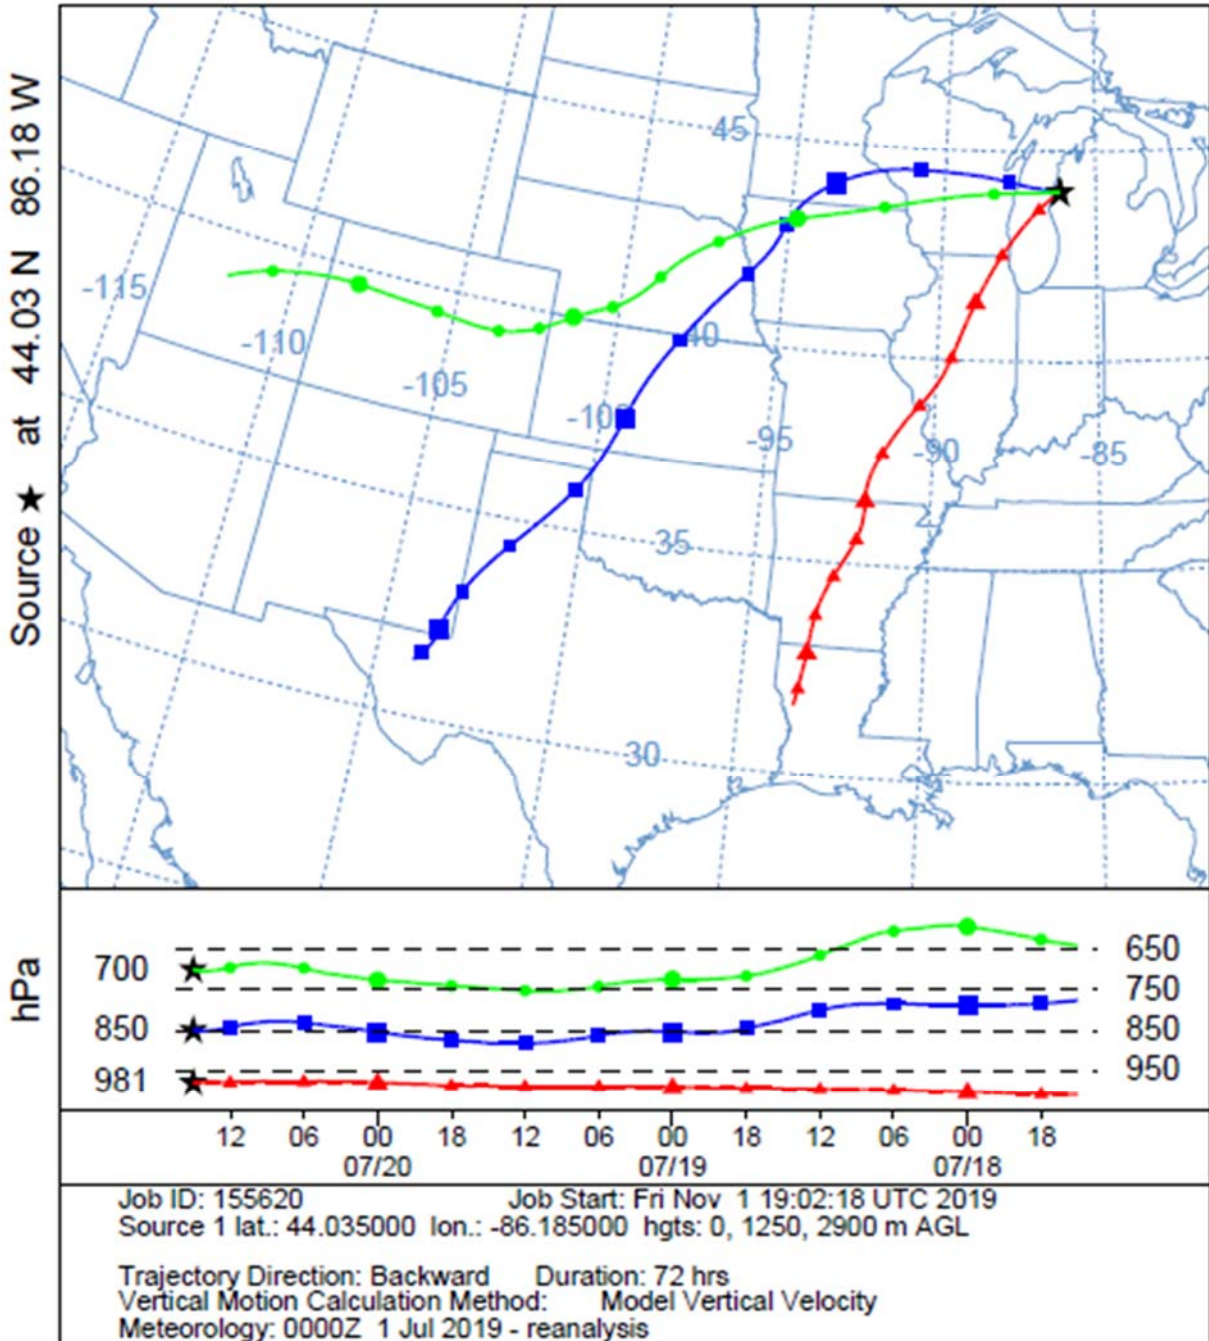 Source ★ at 44.03 N 86.18 W
45
-115
-110
40
-105
-100
-95
-90
-85
35
30
hPa
700
850
981
650
750
850
950
12 06 00 18 12 06 00 18 12 06 00 18
07/20 07/19 07/18
Job ID: 155620 Job Start: Fri Nov 1 19:02:18 UTC 2019
Source 1 lat.: 44.035000 lon.: -86.185000 hgts: 0, 1250, 2900 m AGL
Trajectory Direction: Backward Duration: 72 hrs
Vertical Motion Calculation Method: Model Vertical Velocity
Meteorology: 0000Z 1 Jul 2019 - reanalysis